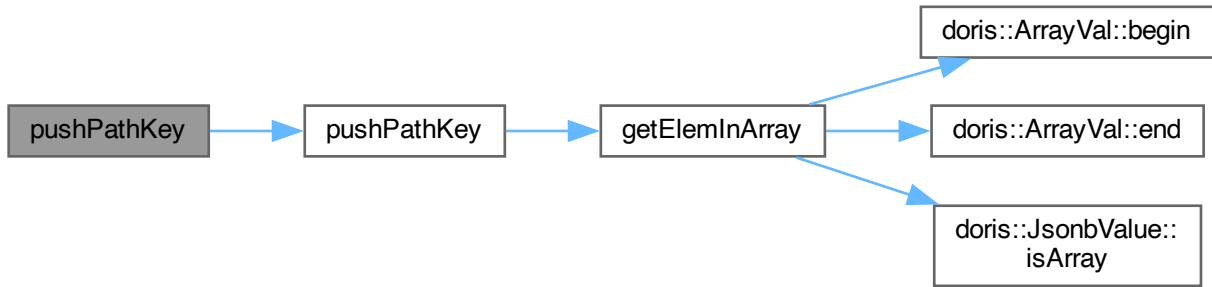 doris::ArrayVal::begin
pushPathKey
pushPathKey
getElemInArray
doris::ArrayVal::end
doris::JsonbValue::
isArray